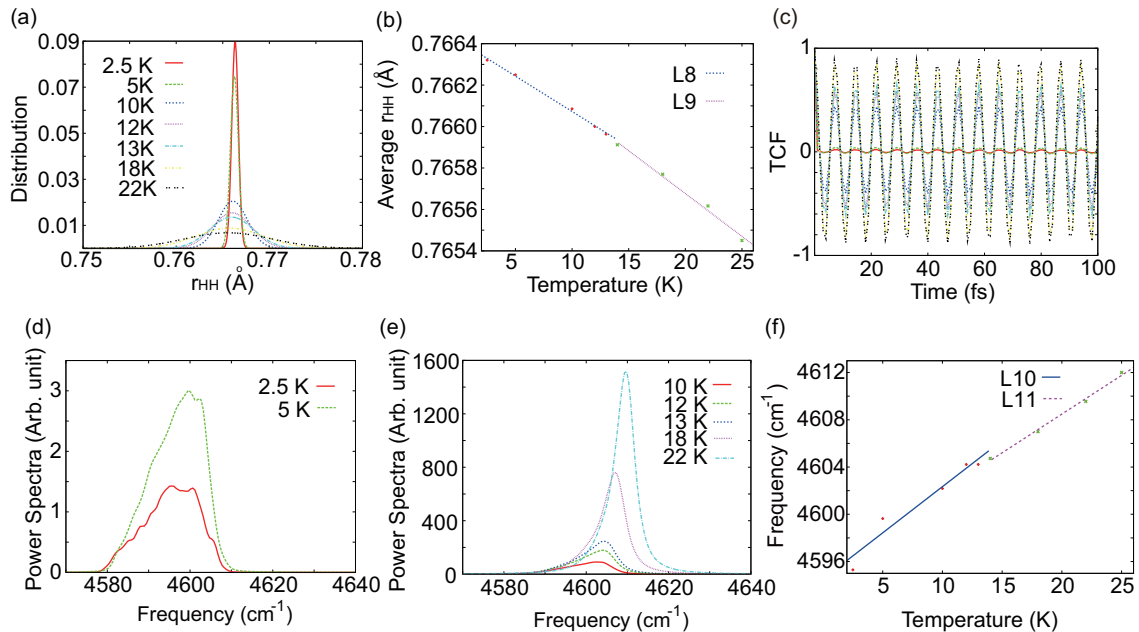 (a)
Distribution
0.09
0.07
0.05
0.03
0.01
2.5 K
5K
10K
12K
13K
18K
22K
0.75 0.76 0.77 0.78
rHH (Å)
(b)
Average rHH (Å)
0.7664
0.7662
0.7660
0.7658
0.7656
0.7654
L8
L9
5 10 15 20 25
Temperature (K)
(c)
TCF
1
0
-1
20 40 60 80 100
Time (fs)
(d)
Power Spectra (Arb. unit)
3
2
1
0
2.5 K
5 K
4580 4600 4620 4640
Frequency (cm-1)
(e)
Power Spectra (Arb. unit)
1600
1200
800
400
0
10 K
12 K
13 K
18 K
22 K
4580 4600 4620 4640
Frequency (cm-1)
(f)
Frequency (cm-1)
4612
4608
4604
4600
4596
L10
L11
5 10 15 20 25
Temperature (K)